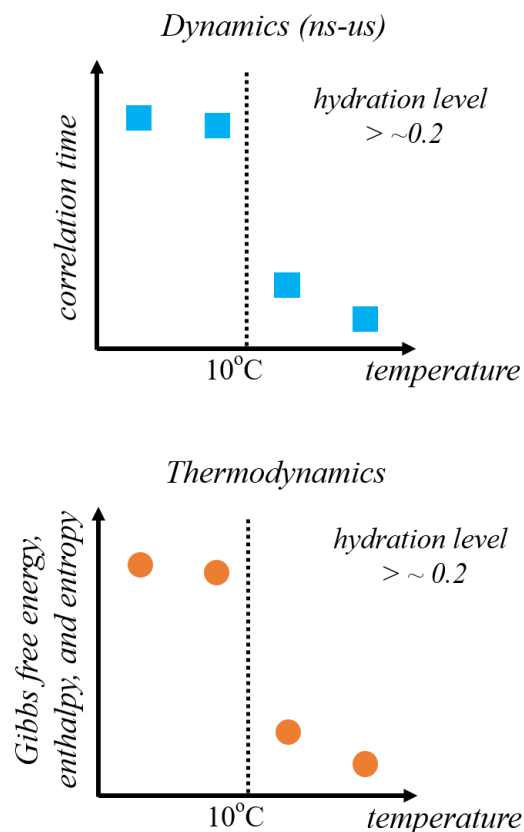 Dynamics (ns-us)
hydration level
> ~0.2
correlation time
10°C
temperature
Thermodynamics
hydration level
> ~ 0.2
Gibbs free energy,
enthalpy, and entropy
10°C
temperature